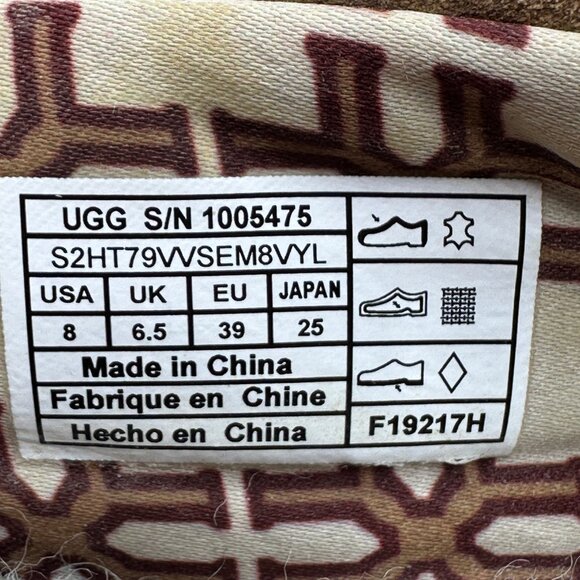 UGG S/N 1005475
S2HT79VVSEM8VYL
USA UK EU JAPAN
8 6.5 39 25
Made in China
Fabrique en Chine
Hecho en China
F19217H